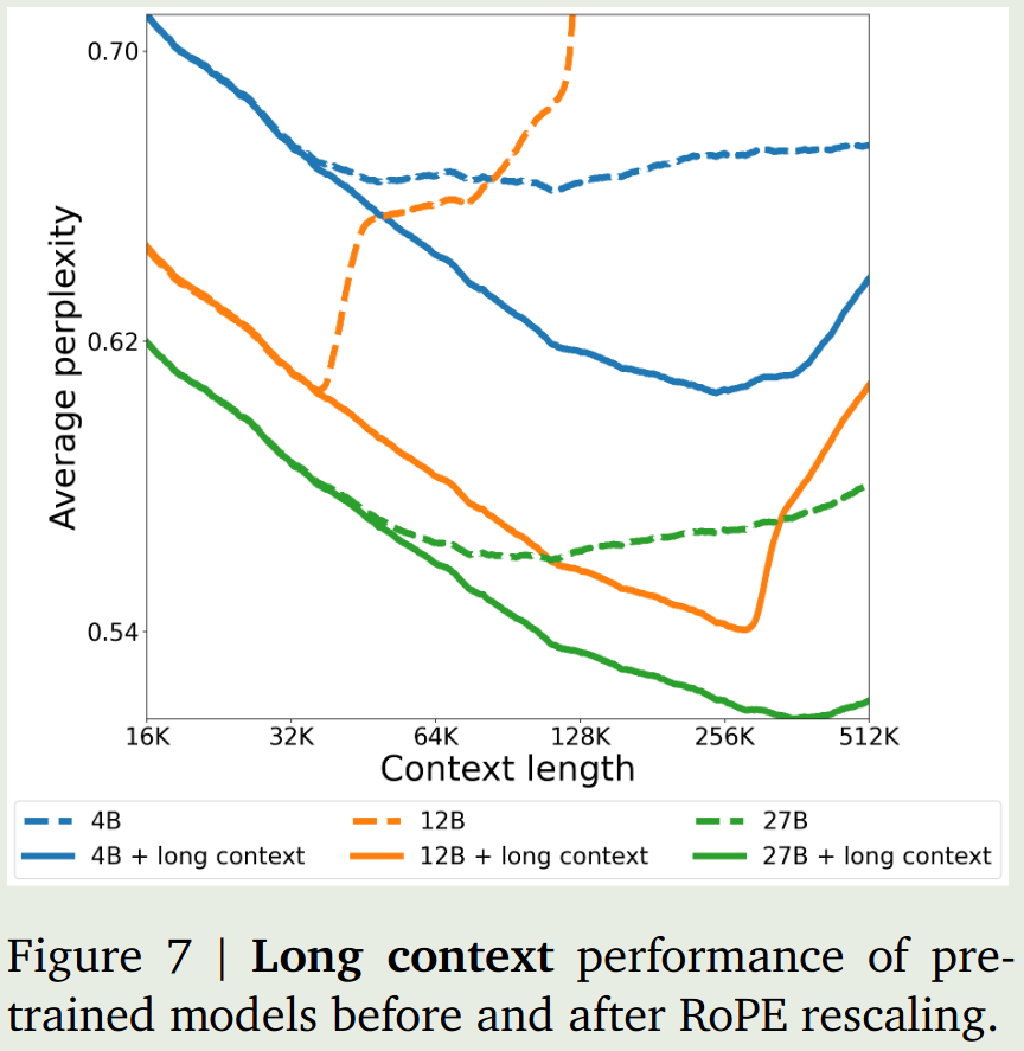 0.70
0.62
0.54
Average perplexity
16K 32K 64K 128K 256K 512K
Context length
4B 12B 27B
4B + long context 12B + long context 27B + long context
Figure 7 | Long context performance of pre-
trained models before and after RoPE rescaling.